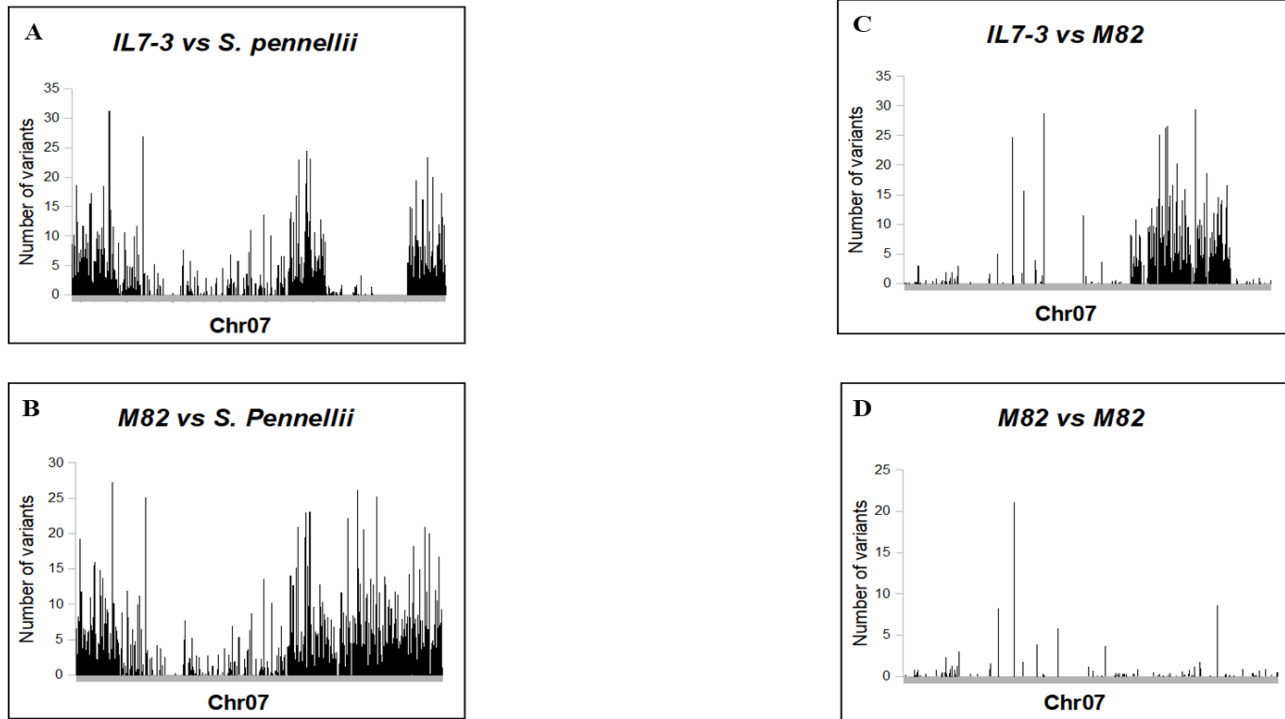 A
IL7-3 vs S. pennellii
Number of variants
35
30
25
20
15
10
5
0
Chr07
B
M82 vs S. Pennellii
Number of variants
30
25
20
15
10
5
0
Chr07
C
IL7-3 vs M82
Number of variants
35
30
25
20
15
10
5
0
Chr07
D
M82 vs M82
Number of variants
25
20
15
10
5
0
Chr07